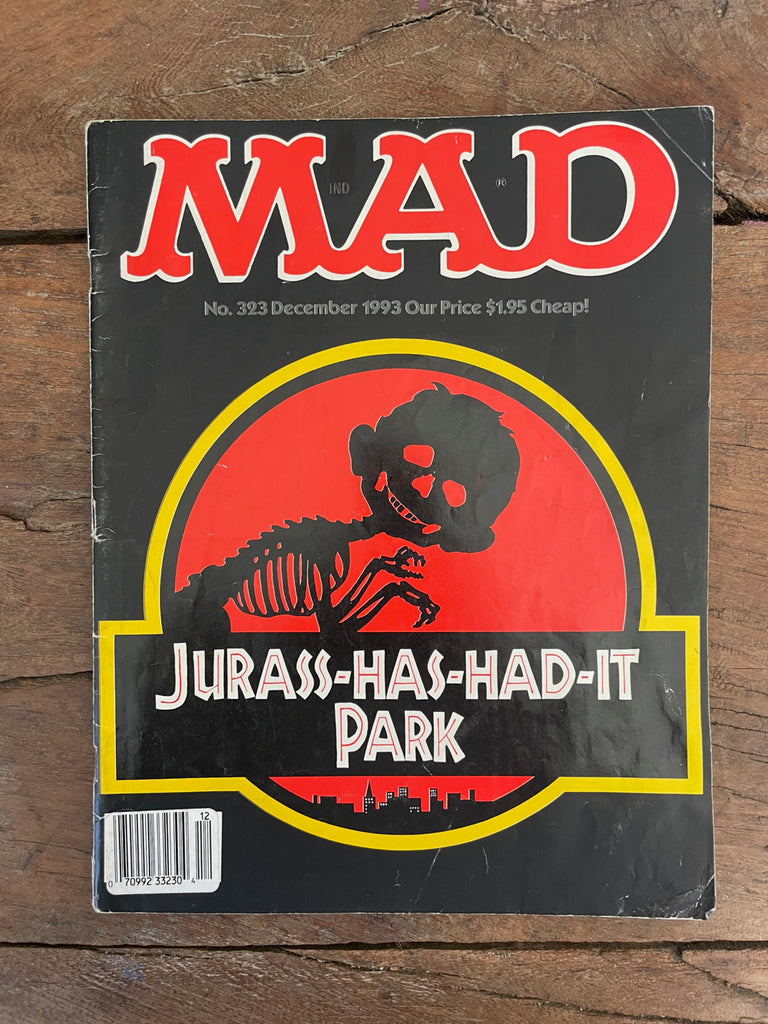 MAD
IND
®
No. 323 December 1993 Our Price $1.95 Cheap!
JURASS-HAS-HAD-IT
PARK
12
0 70992 33230 4